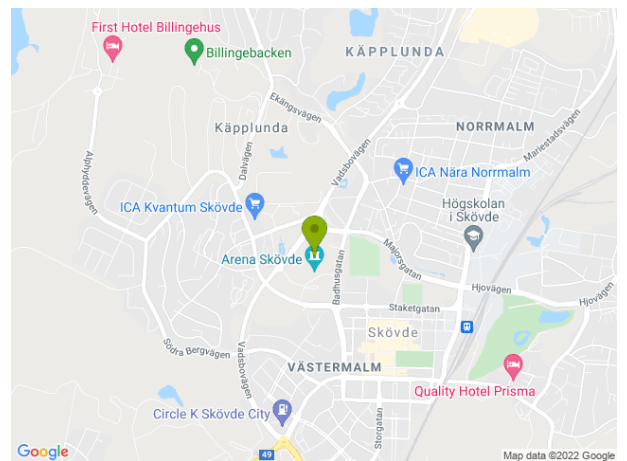 First Hotel Billingehus
Billingebacken
KÄPPLUNDA
Ekängsvägen
Käpplunda
NORRMALM
Mariestadsvägen
Alphyddevägen
Dalvägen
Vadsbovägen
ICA Nära Norrmalm
ICA Kvantum Skövde
Högskolan
i Skövde
Arena Skövde
Badhusgatan
Majorsgatan
Hjovägen
Hjovägen
Staketgatan
Skövde
Södra Bergvägen
Vadsbovägen
VÄSTERMALM
Quality Hotel Prisma
Circle K Skövde City
Storgatan
49
Google
Map data ©2022 Google